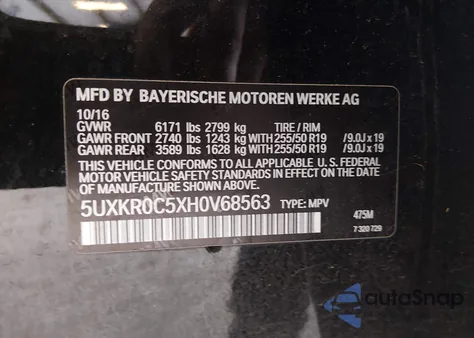 MFD BY BAYERISCHE MOTOREN WERKE AG
10/16
GVWR 6171 lbs 2799 kg TIRE / RIM
GAWR FRONT 2740 lbs 1243 kg WITH 255/50 R19 /9.0J x 19
GAWR REAR 3589 lbs 1628 kg WITH 255/50 R19 /9.0J x 19
THIS VEHICLE CONFORMS TO ALL APPLICABLE U. S. FEDERAL
MOTOR VEHICLE SAFETY STANDARDS IN EFFECT ON THE
DATE OF MANUFACTURE SHOWN ABOVE.
5UXKR0C5XH0V68563 TYPE: MPV
475M
7 320 729
autoSnap